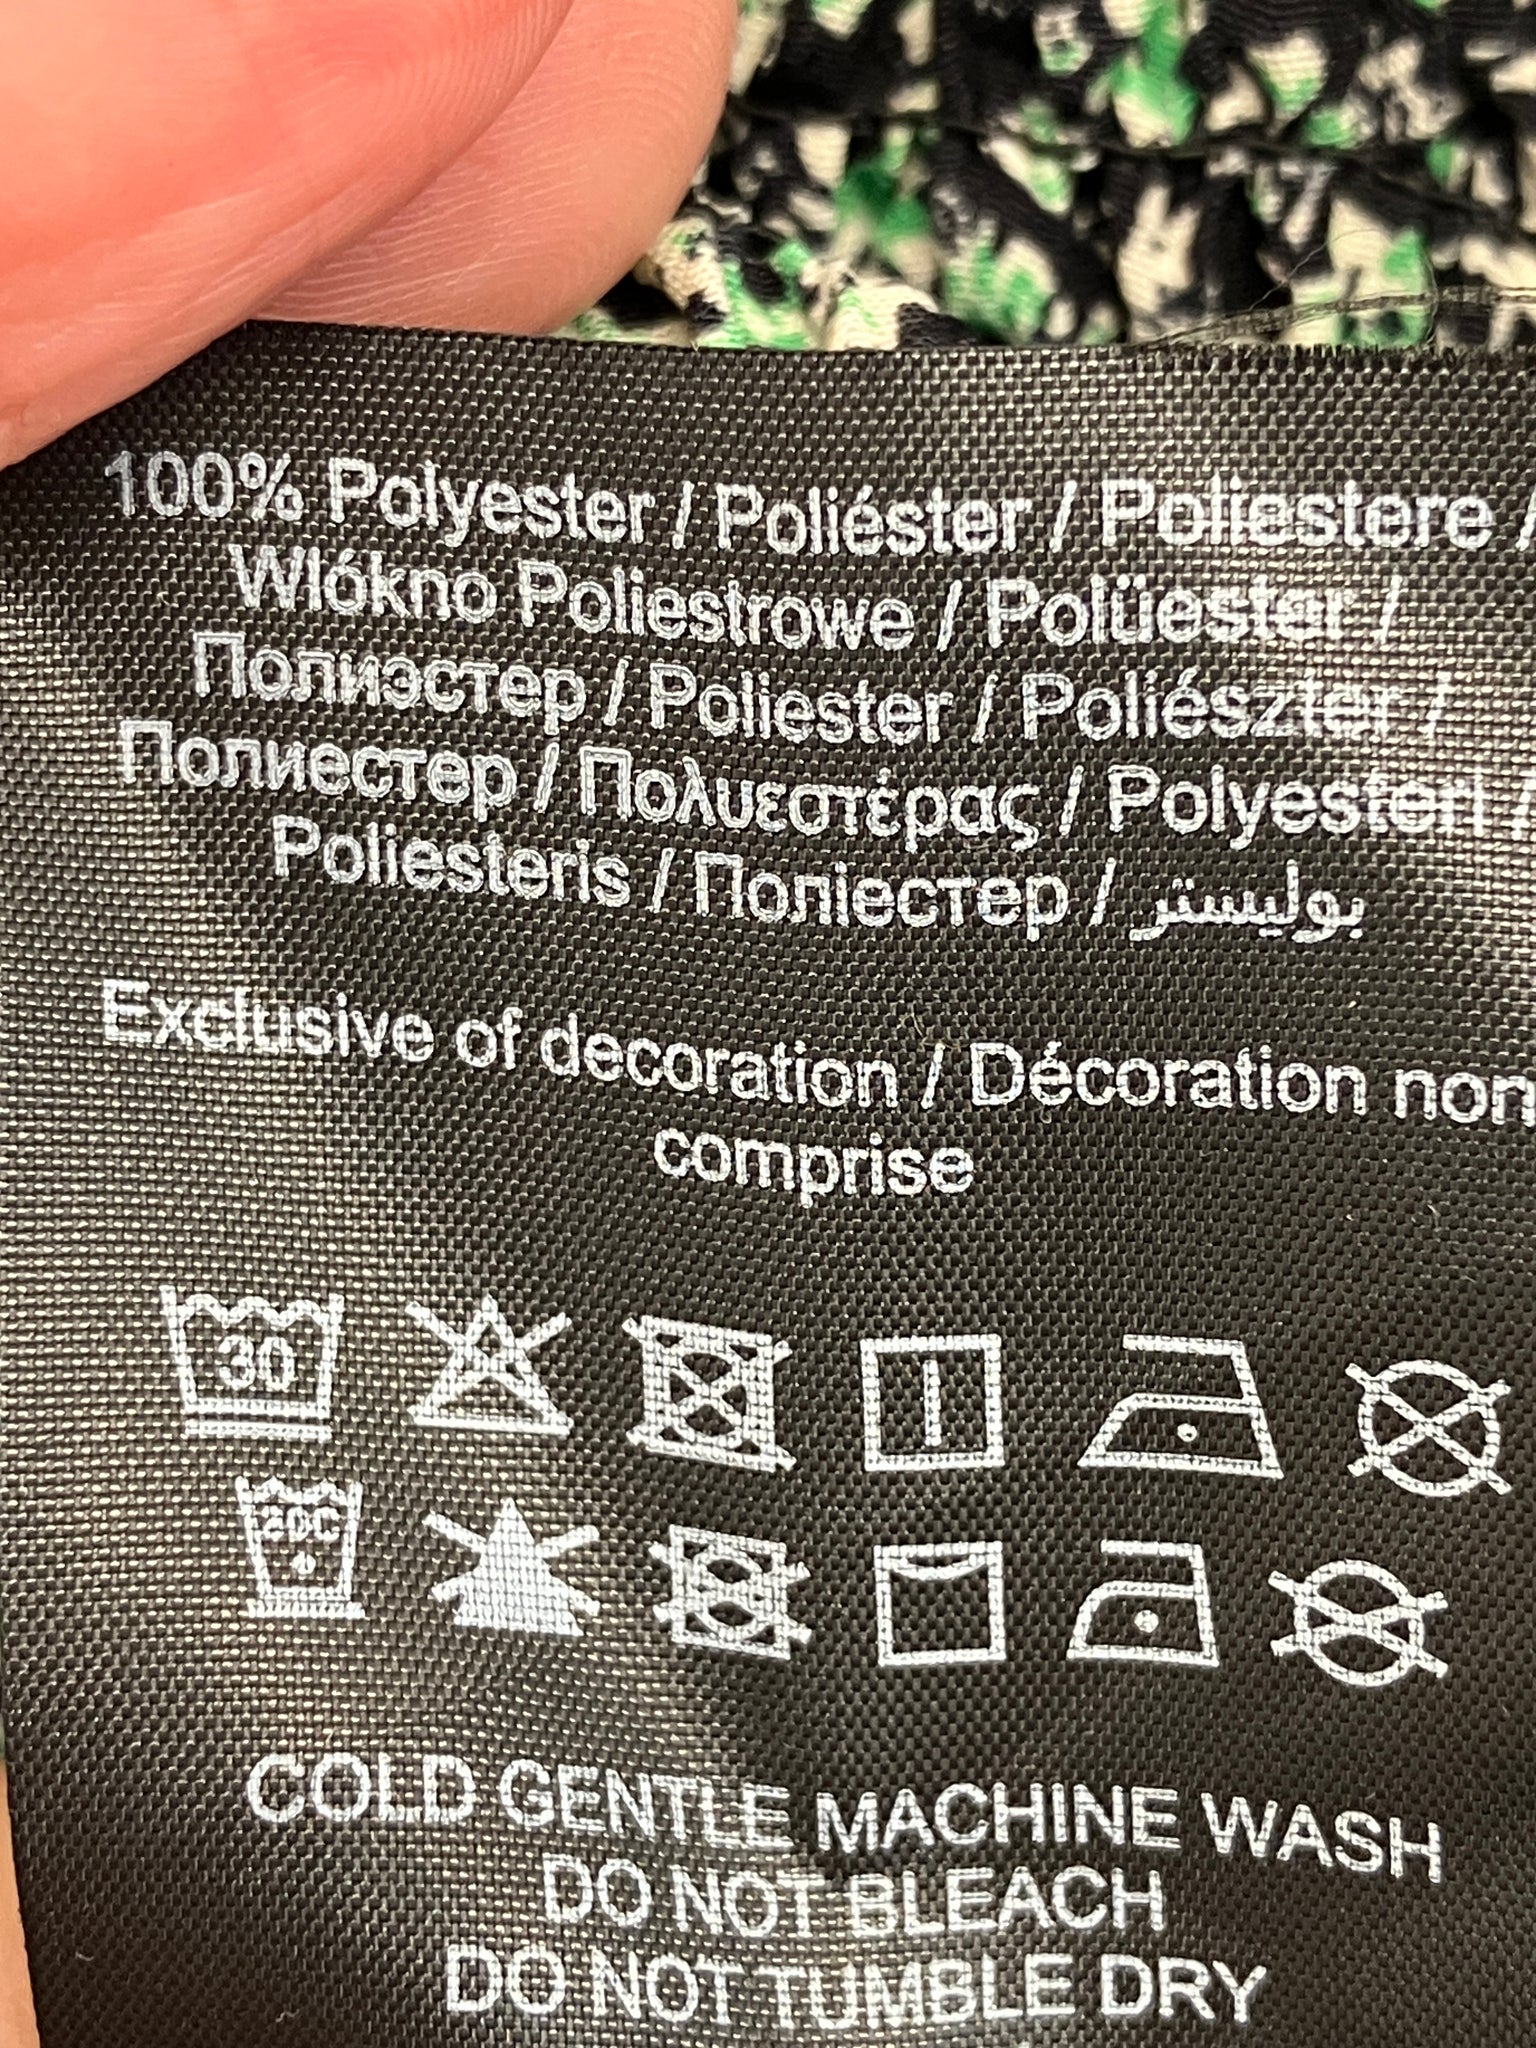 100% Polyester / Poliéster / Poliestere /
Włókno Poliestrowe / Polüester /
Полиэстер / Poliester / Poliészter /
Полиестер / Πολυεστέρας / Polyesteri /
Poliesteris / Поліестер / بوليستر
Exclusive of decoration / Décoration non
comprise
30
30C
COLD GENTLE MACHINE WASH
DO NOT BLEACH
DO NOT TUMBLE DRY